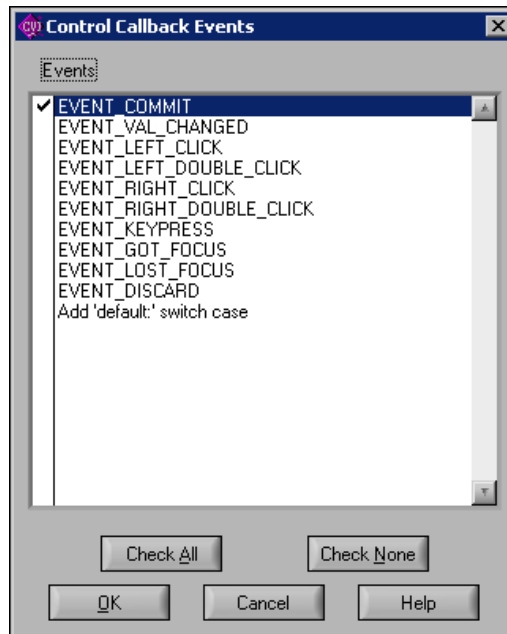 CVI Control Callback Events
Events
EVENT_COMMIT
EVENT_VAL_CHANGED
EVENT_LEFT_CLICK
EVENT_LEFT_DOUBLE_CLICK
EVENT_RIGHT_CLICK
EVENT_RIGHT_DOUBLE_CLICK
EVENT_KEYPRESS
EVENT_GOT_FOCUS
EVENT_LOST_FOCUS
EVENT_DISCARD
Add 'default:' switch case
Check All Check None
OK Cancel Help